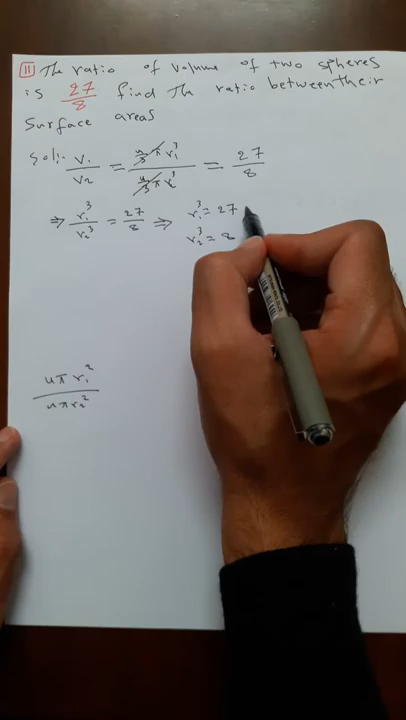 11 The ratio of volume of two spheres
is 27/8 find The ratio between their
Surface areas
Sol:- V₁/V₂ = 4/3 π r₁³ / 4/3 π r₂³ = 27/8
⇒ r₁³/r₂³ = 27/8 ⇒ r₁³ = 27
r₂³ = 8
4π r₁² / 4π r₂²